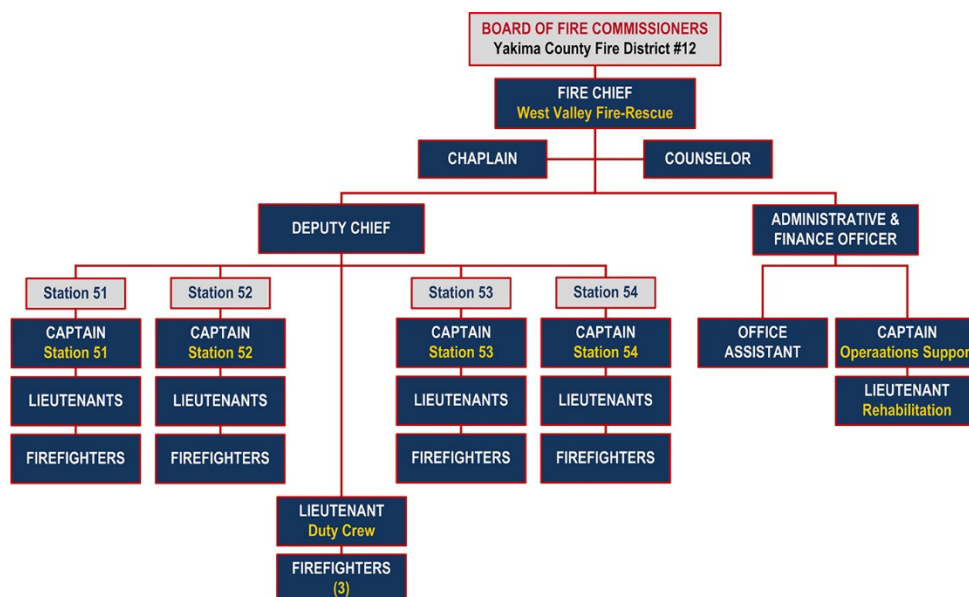 BOARD OF FIRE COMMISSIONERS
Yakima County Fire District #12
FIRE CHIEF
West Valley Fire-Rescue
CHAPLAIN
COUNSELOR
DEPUTY CHIEF
ADMINISTRATIVE &
FINANCE OFFICER
Station 51
Station 52
Station 53
Station 54
CAPTAIN
Station 51
CAPTAIN
Station 52
CAPTAIN
Station 53
CAPTAIN
Station 54
OFFICE
ASSISTANT
CAPTAIN
Operaations Support
LIEUTENANTS
LIEUTENANTS
LIEUTENANTS
LIEUTENANTS
LIEUTENANT
Rehabilitation
FIREFIGHTERS
FIREFIGHTERS
FIREFIGHTERS
FIREFIGHTERS
LIEUTENANT
Duty Crew
FIREFIGHTERS
(3)